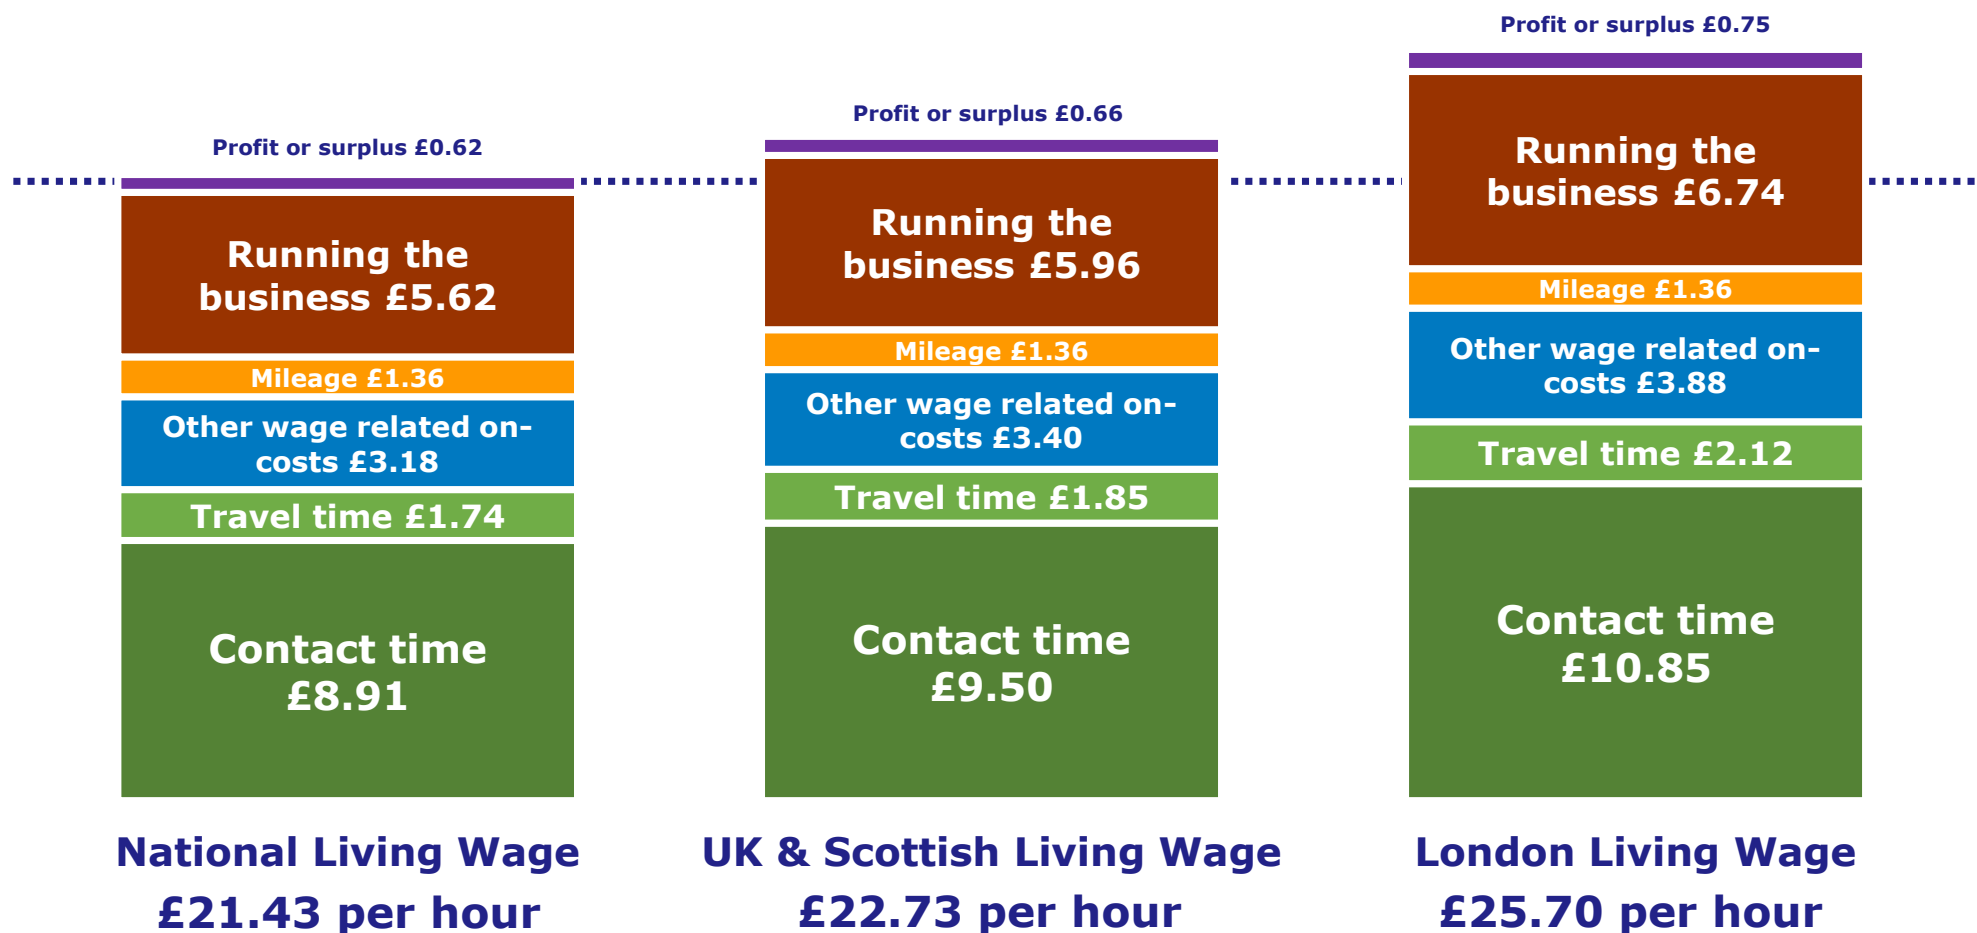 Profit or surplus £0.62
Running the
business £5.62
Mileage £1.36
Other wage related on-
costs £3.18
Travel time £1.74
Contact time
£8.91
National Living Wage
£21.43 per hour
Profit or surplus £0.66
Running the
business £5.96
Mileage £1.36
Other wage related on-
costs £3.40
Travel time £1.85
Contact time
£9.50
UK & Scottish Living Wage
£22.73 per hour
Profit or surplus £0.75
Running the
business £6.74
Mileage £1.36
Other wage related on-
costs £3.88
Travel time £2.12
Contact time
£10.85
London Living Wage
£25.70 per hour